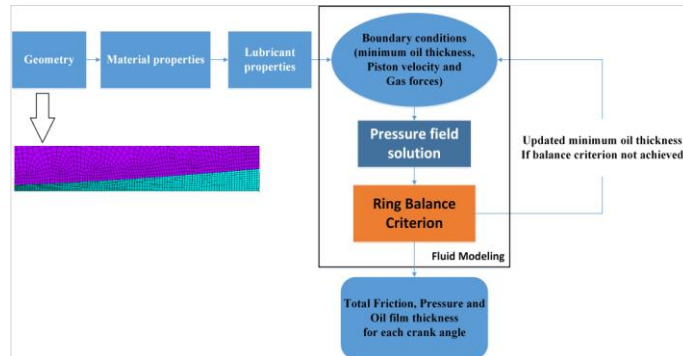 Geometry
Material properties
Lubricant
properties
Boundary conditions
(minimum oil thickness,
Piston velocity and
Gas forces)
Pressure field
solution
Ring Balance
Criterion
Fluid Modeling
Updated minimum oil thickness
If balance criterion not achieved
Total Friction, Pressure and
Oil film thickness
for each crank angle